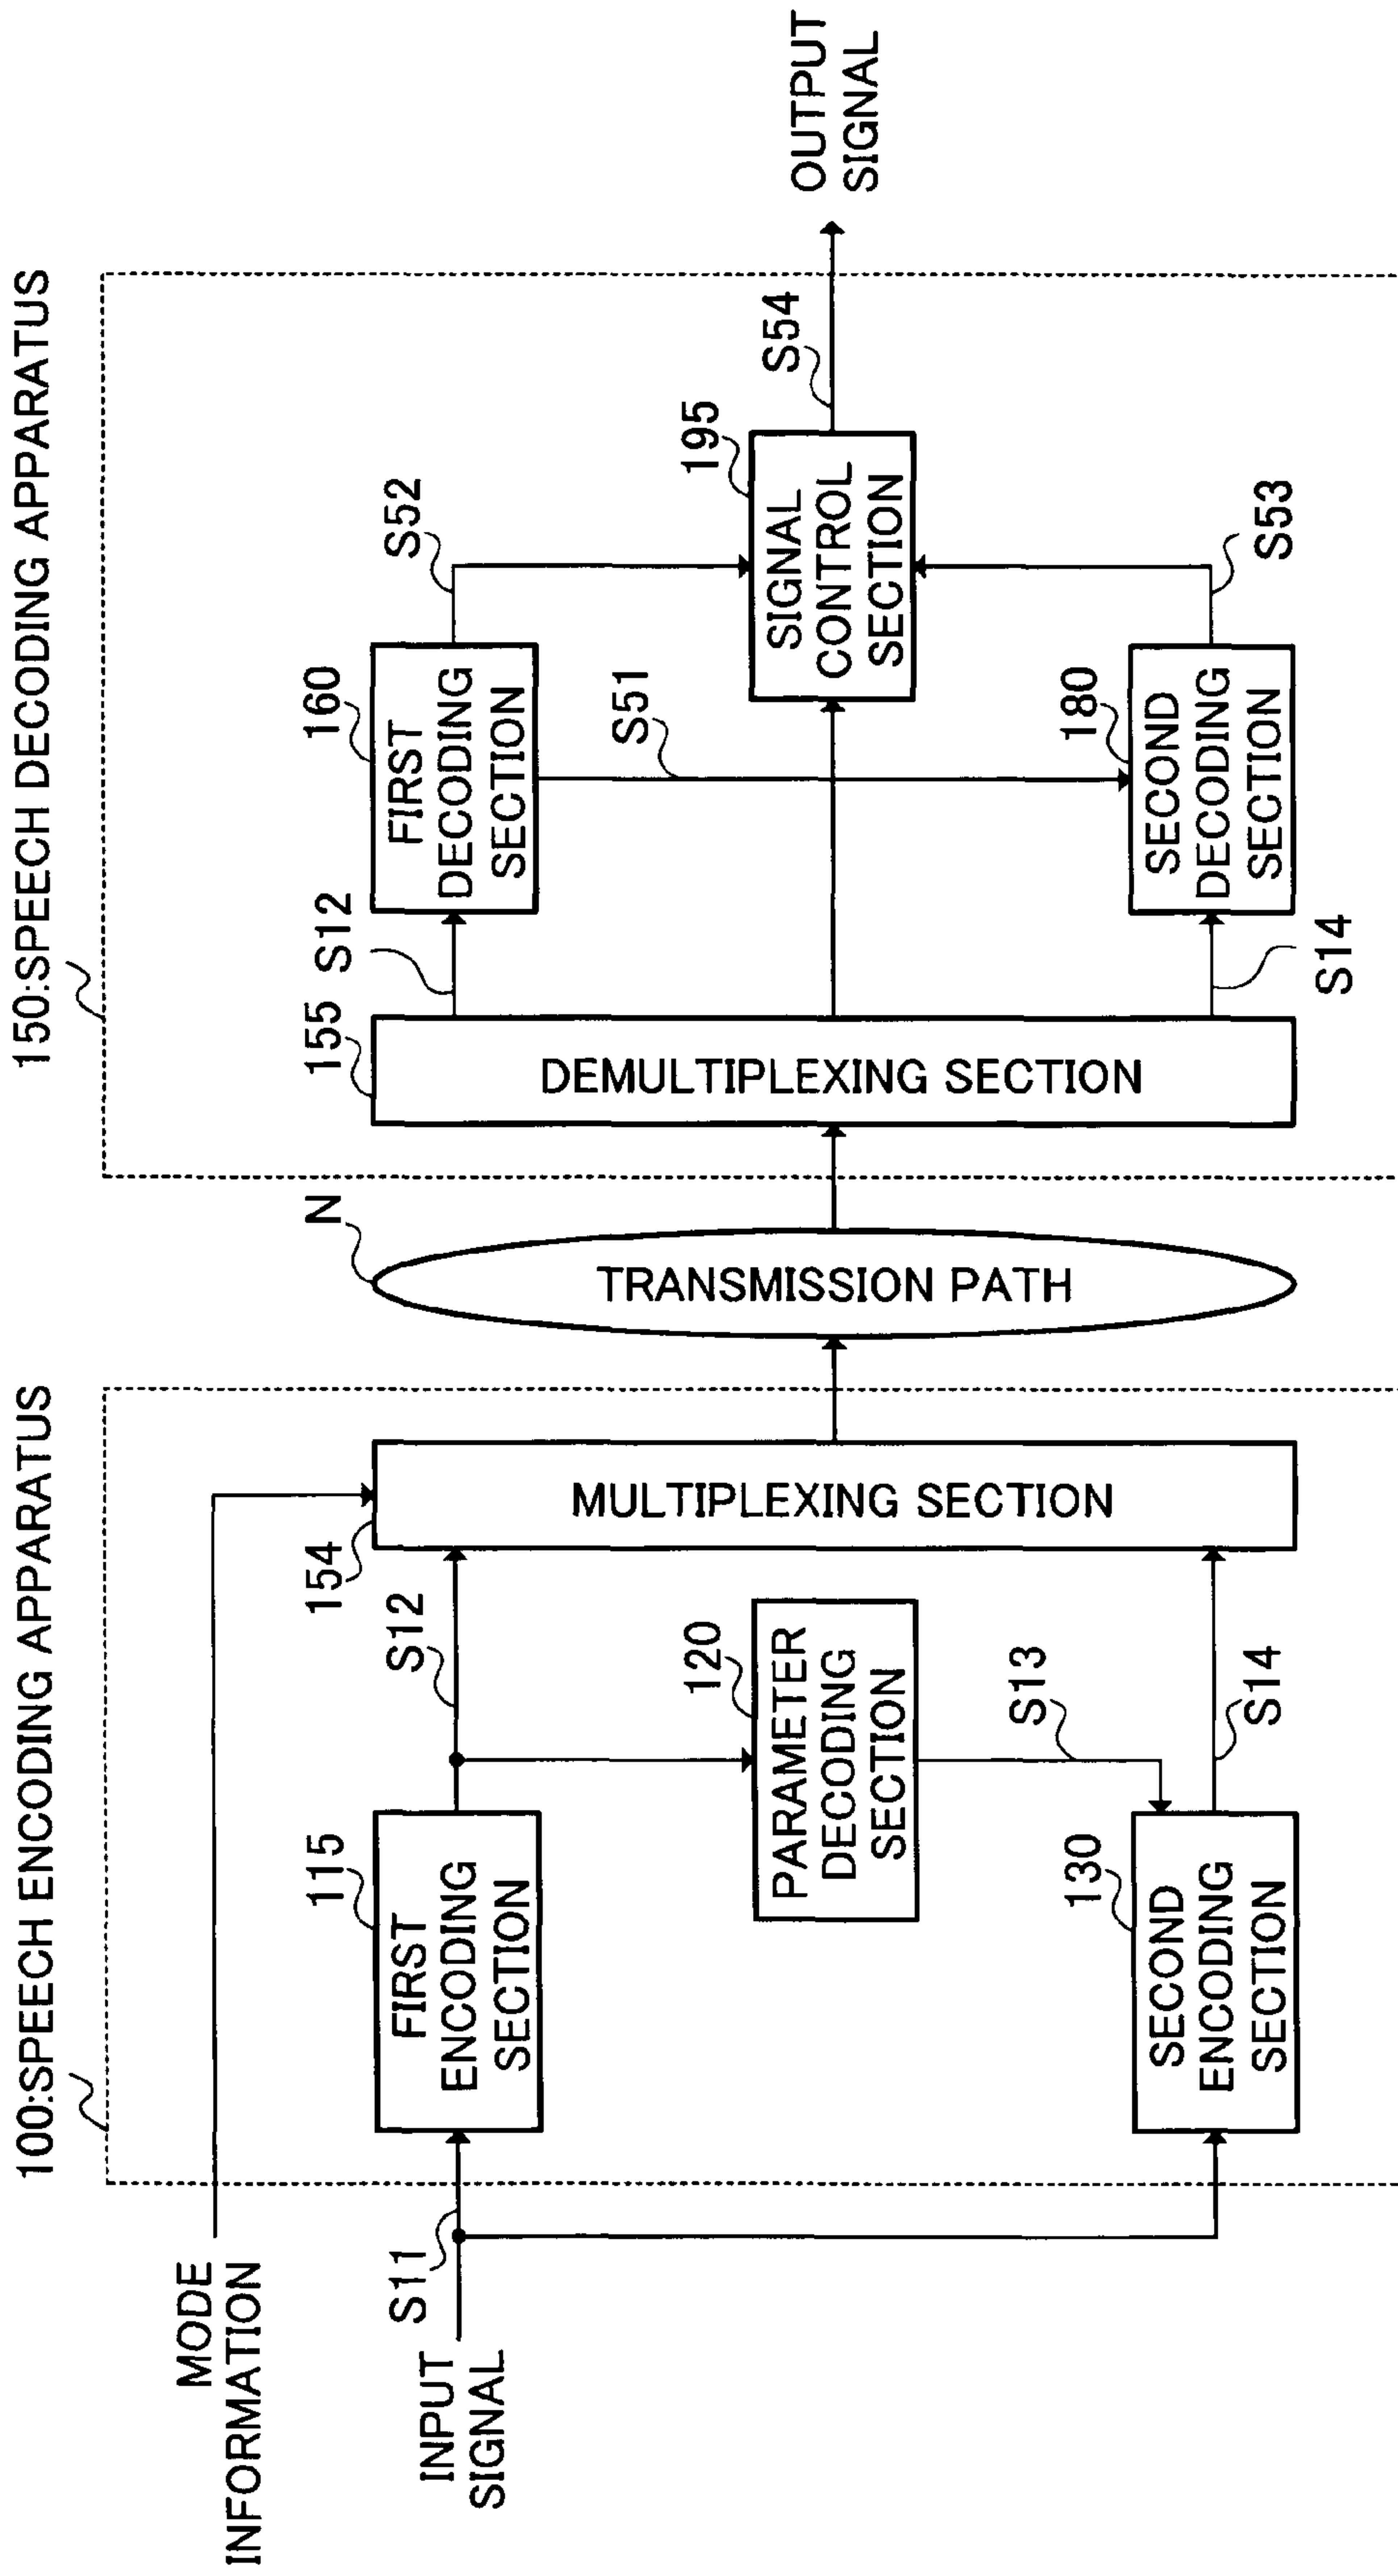 100:SPEECH ENCODING APPARATUS
MODE
INFORMATION
INPUT
SIGNAL
S11
115
FIRST
ENCODING
SECTION
S12
120
PARAMETER
DECODING
SECTION
S13
130
SECOND
ENCODING
SECTION
S14
154
MULTIPLEXING SECTION
N
TRANSMISSION PATH
150:SPEECH DECODING APPARATUS
155
DEMULTIPLEXING SECTION
S12
160
FIRST
DECODING
SECTION
S52
S51
S14
180
SECOND
DECODING
SECTION
S53
195
SIGNAL
CONTROL
SECTION
S54
OUTPUT
SIGNAL